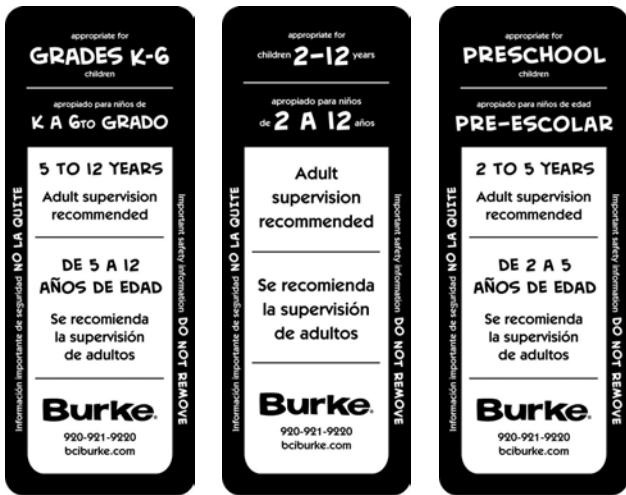 appropriate for
GRADES K-6
children
apropiado para niños de
K A 6TO GRADO
5 TO 12 YEARS
Adult supervision
recommended
DE 5 A 12
AÑOS DE EDAD
Se recomienda
la supervisión
de adultos
Burke®
920-921-9220
bciburke.com
Información importante de seguridad NO LA QUITE
Important safety information DO NOT REMOVE
appropriate for
children 2-12 years
apropiado para niños
de 2 A 12 años
Adult
supervision
recommended
Se recomienda
la supervisión
de adultos
Burke®
920-921-9220
bciburke.com
Información importante de seguridad NO LA QUITE
Important safety information DO NOT REMOVE
appropriate for
PRESCHOOL
children
apropiado para niños de edad
PRE-ESCOLAR
2 TO 5 YEARS
Adult supervision
recommended
DE 2 A 5
AÑOS DE EDAD
Se recomienda
la supervisión
de adultos
Burke®
920-921-9220
bciburke.com
Información importante de seguridad NO LA QUITE
Important safety information DO NOT REMOVE